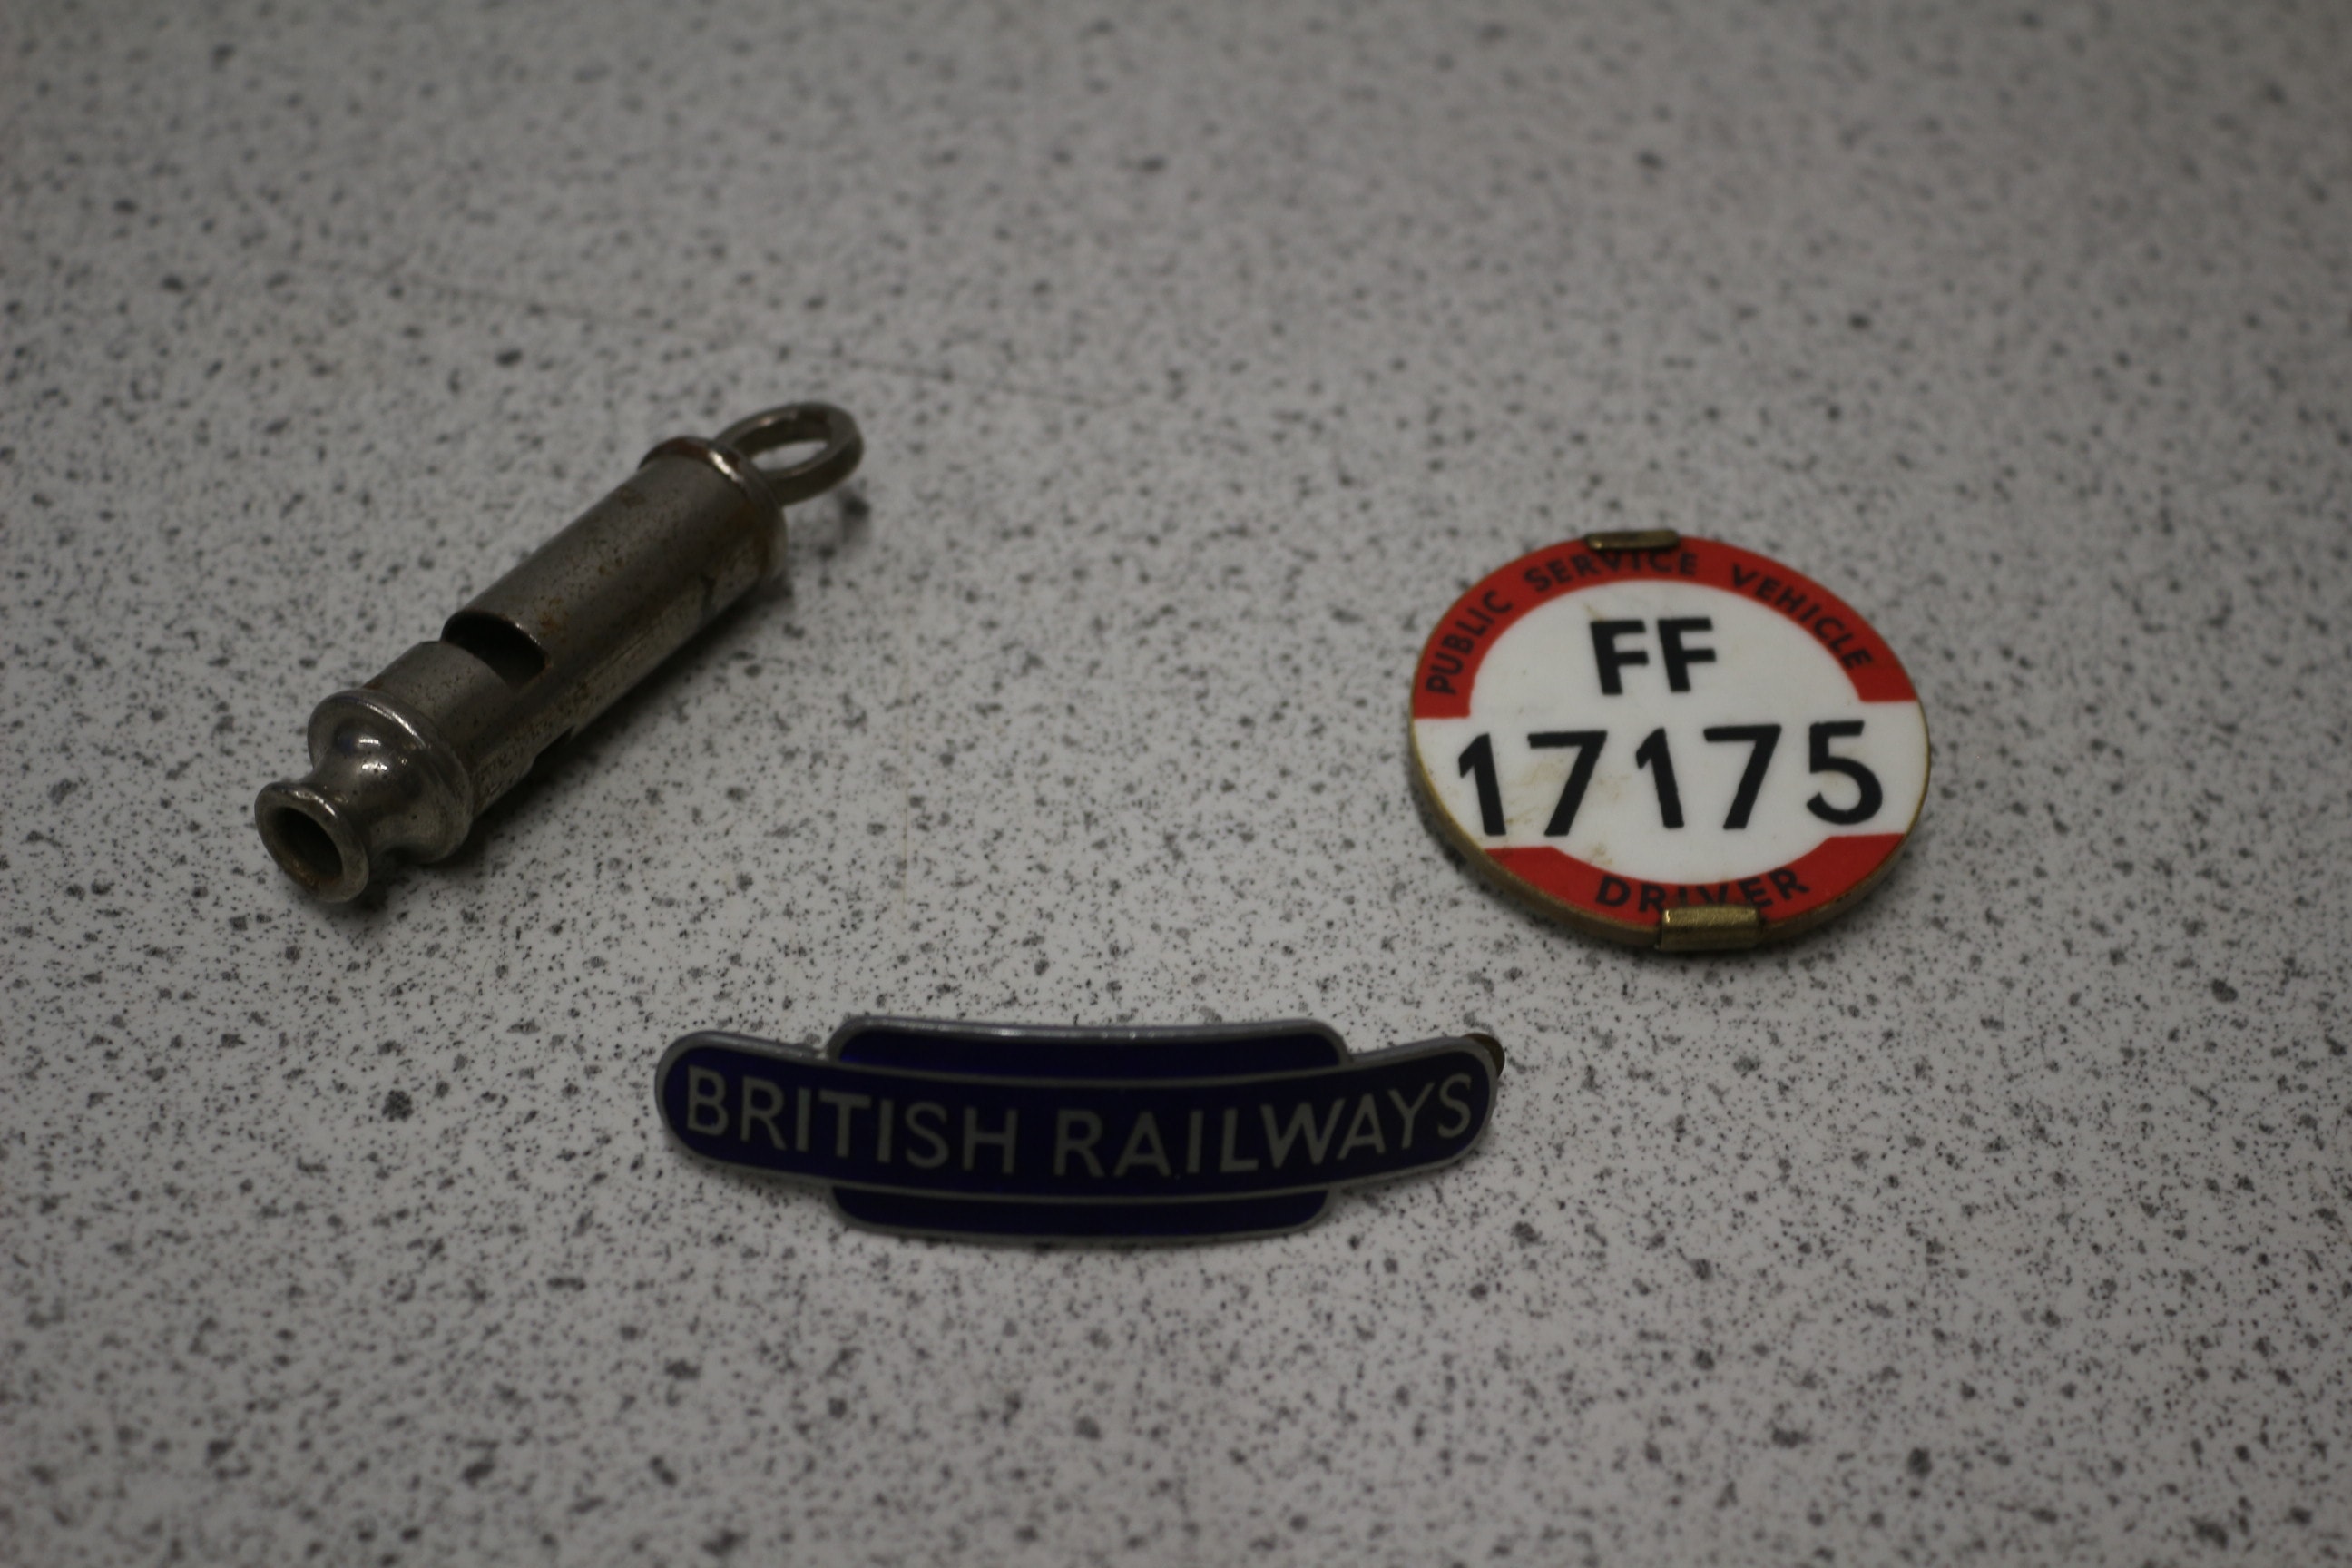 PUBLIC SERVICE VEHICLE
FF
17175
DRIVER
BRITISH RAILWAYS